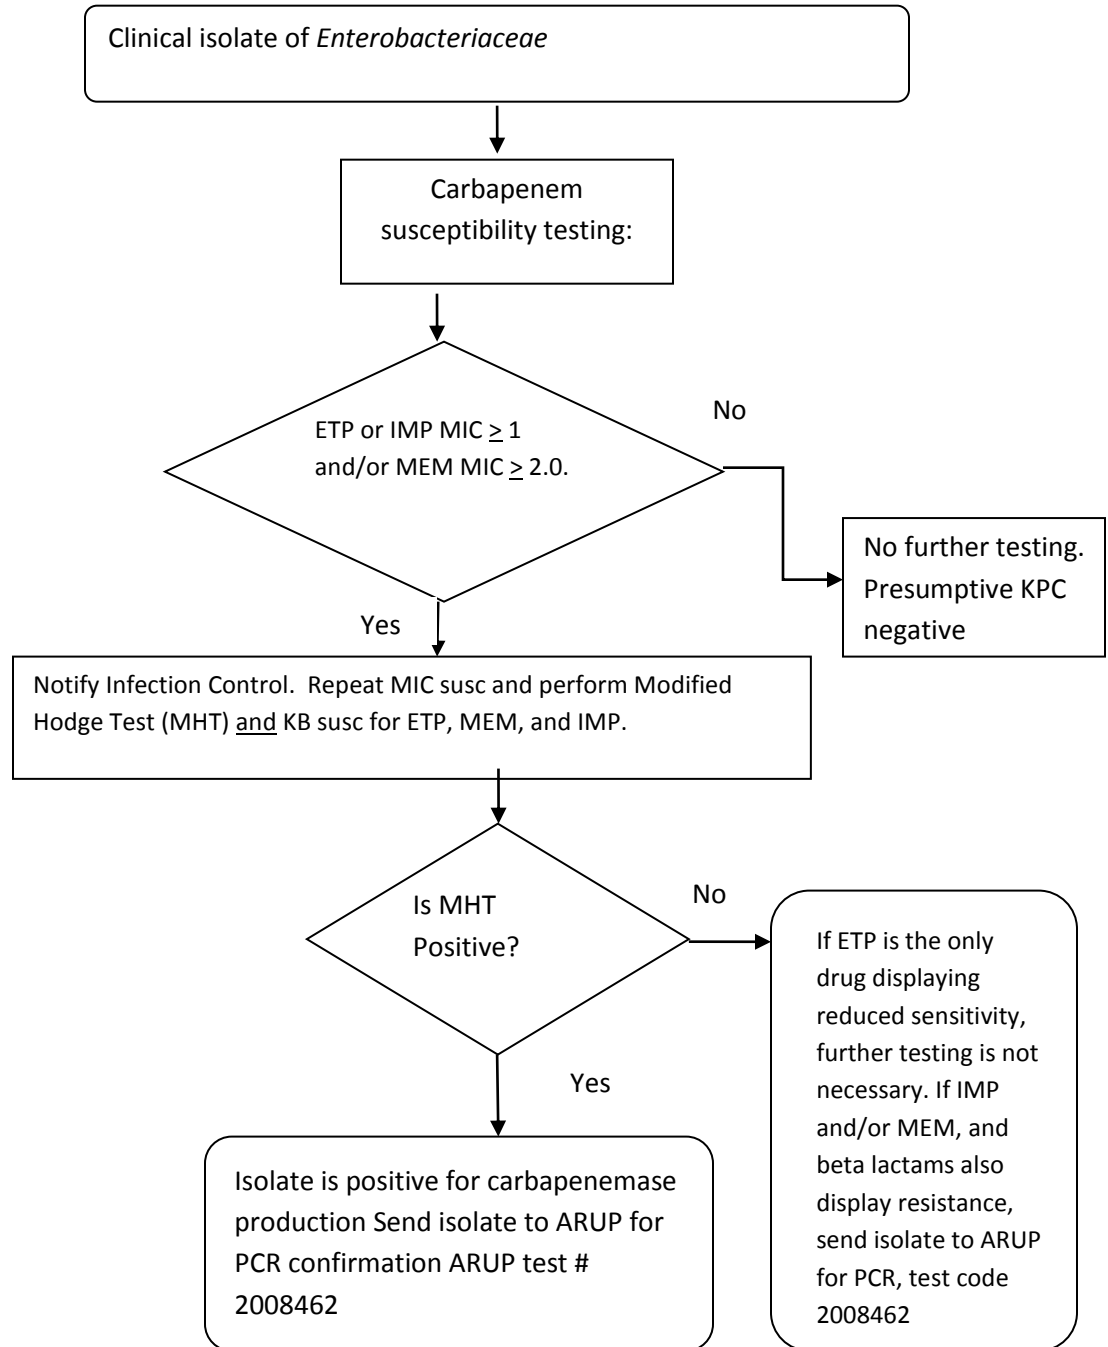 Clinical isolate of Enterobacteriaceae
Carbapenem
susceptibility testing:
ETP or IMP MIC ≥ 1
and/or MEM MIC ≥ 2.0.
No
No further testing.
Presumptive KPC
negative
Yes
Notify Infection Control.  Repeat MIC susc and perform Modified
Hodge Test (MHT) and KB susc for ETP, MEM, and IMP.
Is MHT
Positive?
No
If ETP is the only
drug displaying
reduced sensitivity,
further testing is not
necessary. If IMP
and/or MEM, and
beta lactams also
display resistance,
send isolate to ARUP
for PCR, test code
2008462
Yes
Isolate is positive for carbapenemase
production Send isolate to ARUP for
PCR confirmation ARUP test #
2008462